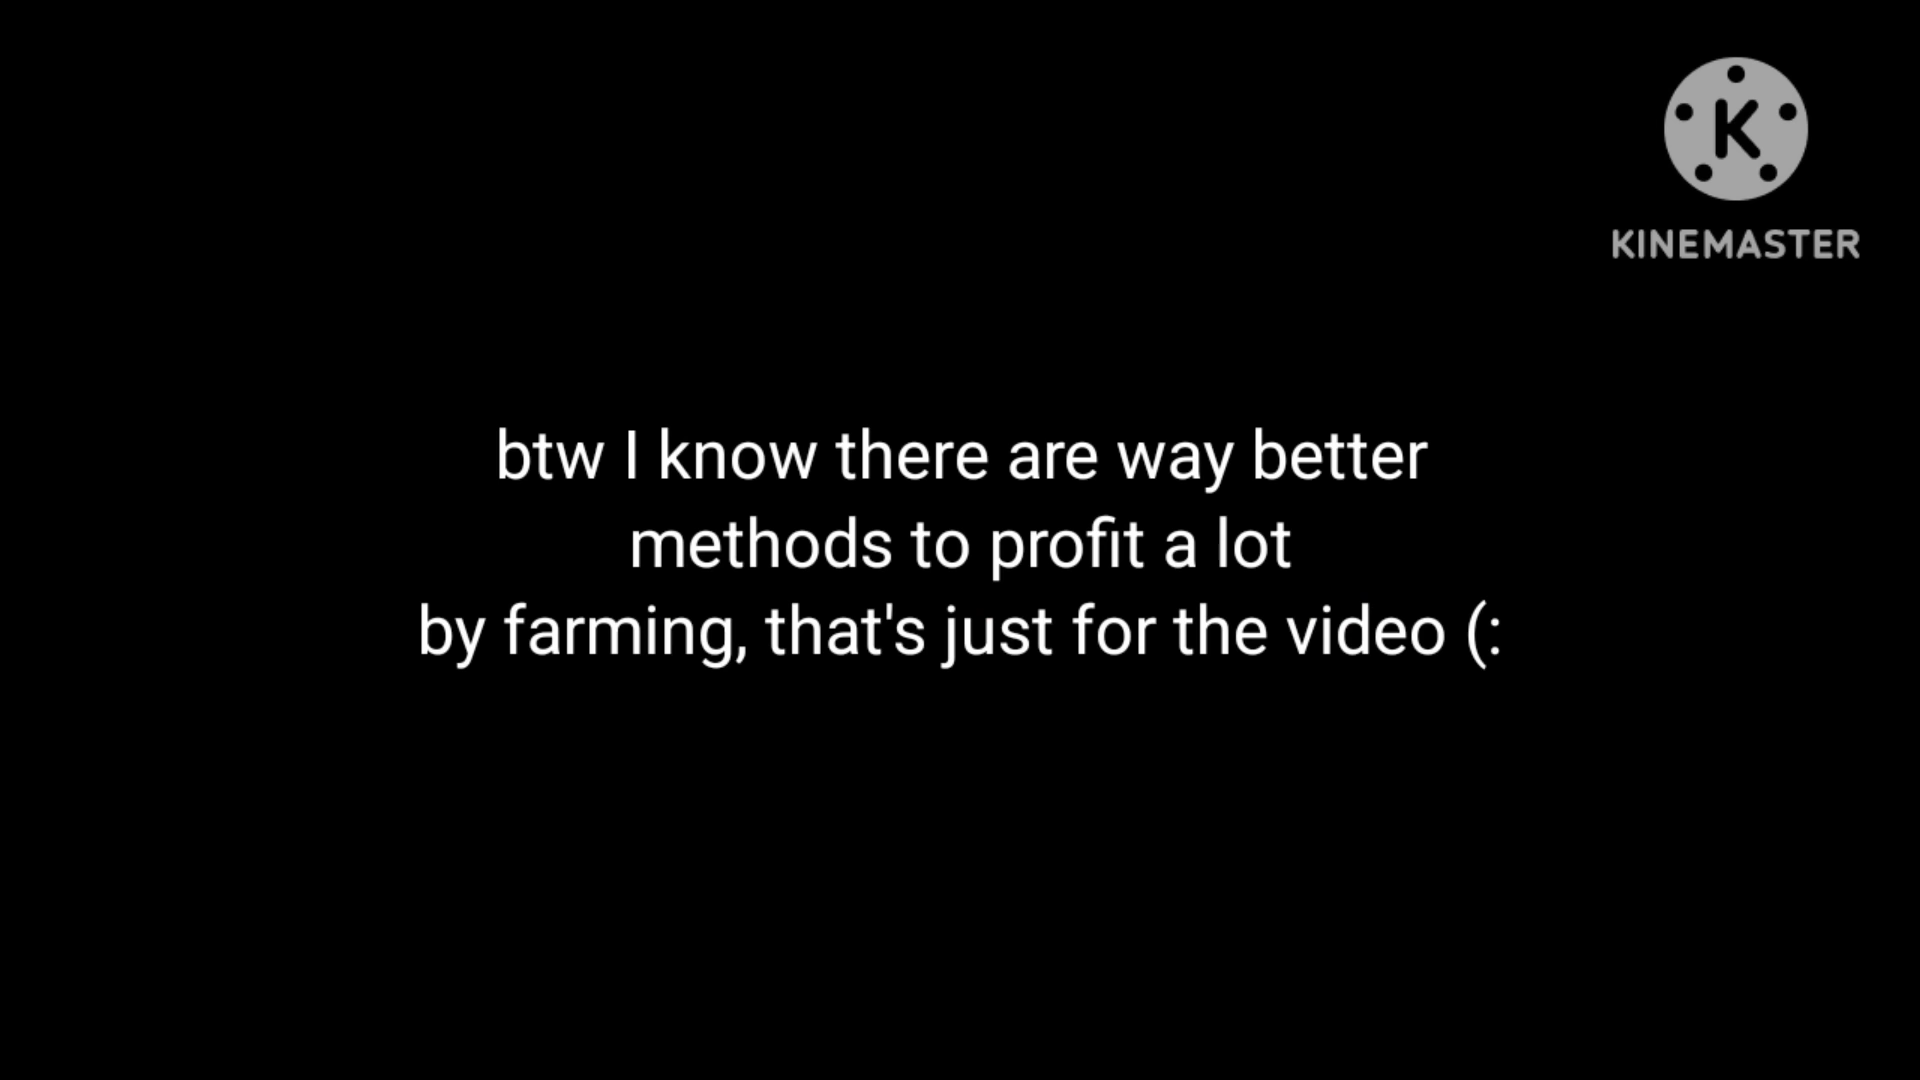 K
KINEMASTER
btw I know there are way better
methods to profit a lot
by farming, that's just for the video (: